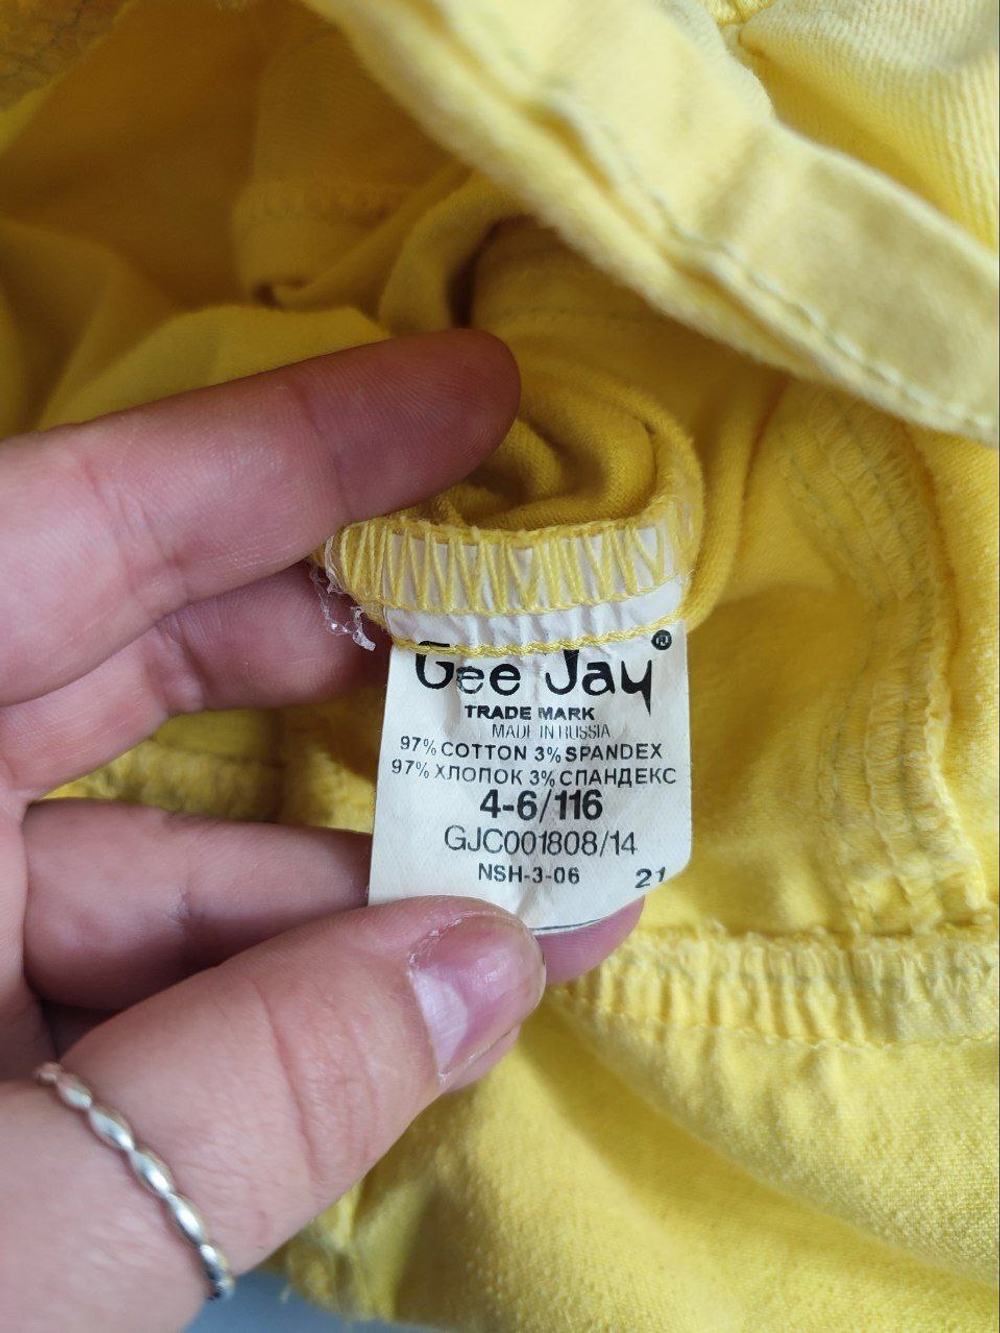 Gee Jay®
TRADE MARK
MADE IN RUSSIA
97% COTTON 3% SPANDEX
97% ХЛОПОК 3% СПАНДЕКС
4-6/116
GJC001808/14
NSH-3-06 21